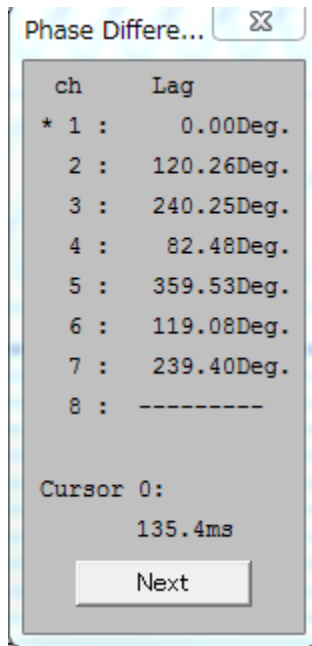 Phase Differe...
ch Lag
* 1 : 0.00Deg.
2 : 120.26Deg.
3 : 240.25Deg.
4 : 82.48Deg.
5 : 359.53Deg.
6 : 119.08Deg.
7 : 239.40Deg.
8 : ---------
Cursor 0:
135.4ms
Next